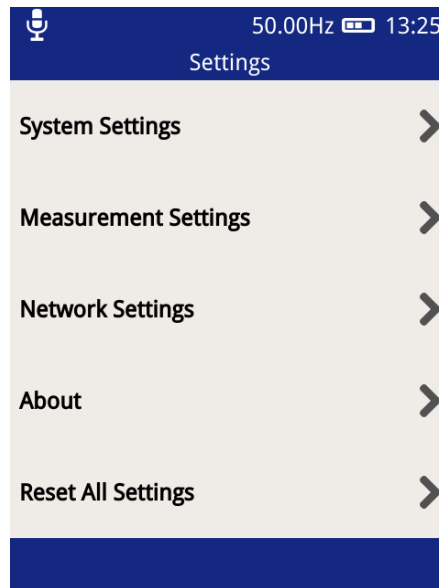 50.00Hz 13:25
Settings
System Settings
Measurement Settings
Network Settings
About
Reset All Settings